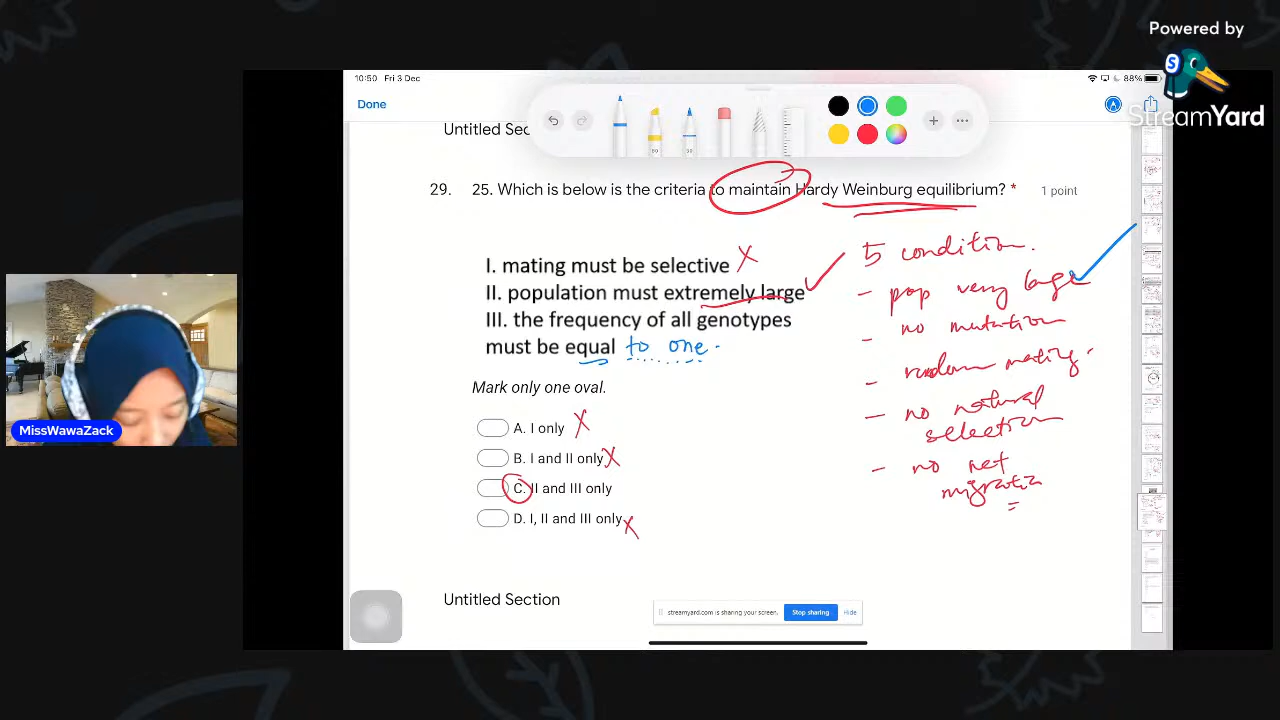 Powered by
StreamYard
10:50 Fri 3 Dec
88%
Done
Untitled Sec
29. 25. Which is below is the criteria to maintain Hardy Weinburg equilibrium? *
1 point
I. mating must be selective X
II. population must extremely large
III. the frequency of all genotypes
must be equal to one.
Mark only one oval.
A. I only X
B. I and II only X
C. II and III only
D. I, II and III only X
5 condition.
- pop very large
- no mutation
- random mating.
- no natural
selection
- no net
migration
Untitled Section
streamyard.com is sharing your screen.
Stop sharing
Hide
MissWawaZack